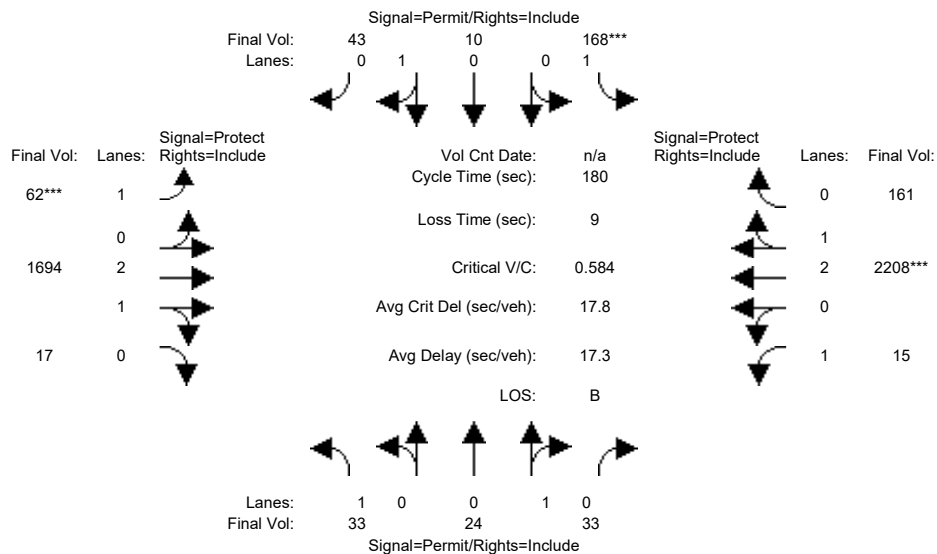 Signal=Permit/Rights=Include
Final Vol: 43 10 168***
Lanes: 0 1 0 0 1
Signal=Protect
Final Vol: Lanes: Rights=Include
Vol Cnt Date: n/a
Signal=Protect
Rights=Include Lanes: Final Vol:
Cycle Time (sec): 180
62*** 1
0 161
Loss Time (sec): 9
0
1
1694 2
Critical V/C: 0.584
2 2208***
1
Avg Crit Del (sec/veh): 17.8
0
17 0
Avg Delay (sec/veh): 17.3
1 15
LOS: B
Lanes: 1 0 0 1 0
Final Vol: 33 24 33
Signal=Permit/Rights=Include